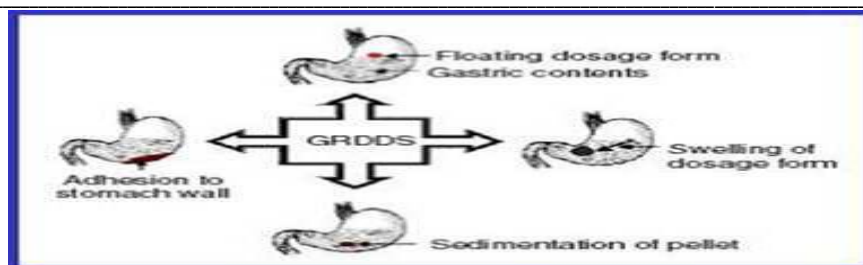 Floating dosage form
Gastric contents
GRDDS
Adhesion to
stomach wall
Swelling of
dosage form
Sedimentation of pellet